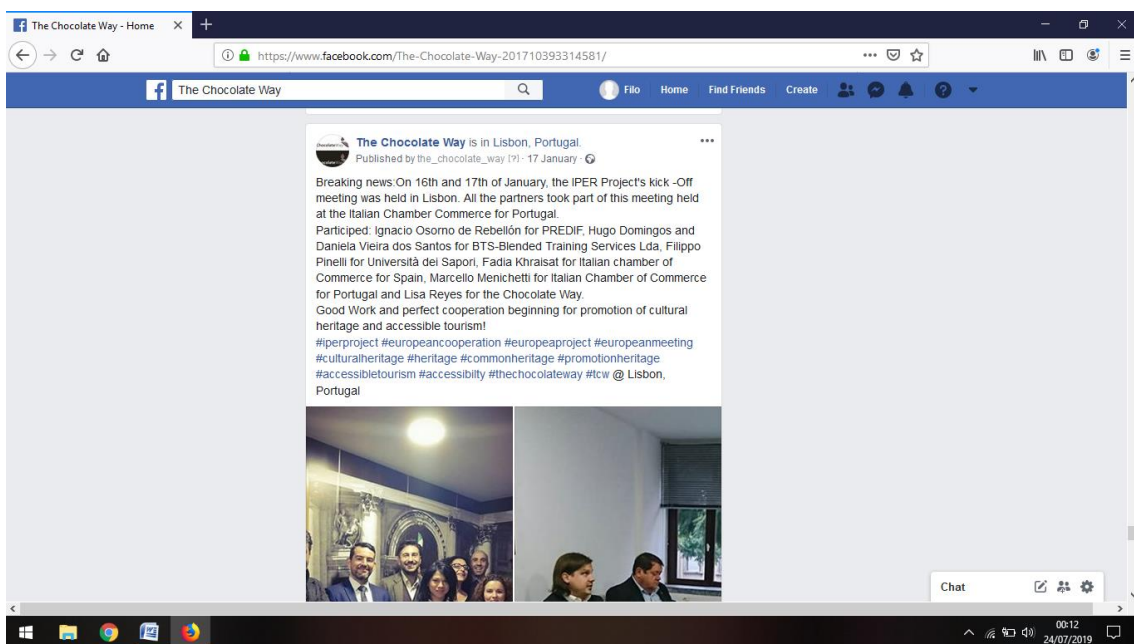 The Chocolate Way - Home
https://www.facebook.com/The-Chocolate-Way-201710393314581/
The Chocolate Way
Filo Home Find Friends Create
The Chocolate Way is in Lisbon, Portugal.
Published by the_chocolate_way [?] · 17 January ·
Breaking news:On 16th and 17th of January, the IPER Project's kick -Off
meeting was held in Lisbon. All the partners took part of this meeting held
at the Italian Chamber Commerce for Portugal.
Participed: Ignacio Osorno de Rebellón for PREDIF, Hugo Domingos and
Daniela Vieira dos Santos for BTS-Blended Training Services Lda, Filippo
Pinelli for Università dei Sapori, Fadia Khraisat for Italian chamber of
Commerce for Spain, Marcello Menichetti for Italian Chamber of Commerce
for Portugal and Lisa Reyes for the Chocolate Way.
Good Work and perfect cooperation beginning for promotion of cultural
heritage and accessible tourism!
#iperproject #europeancooperation #europeaproject #europeanmeeting
#culturalheritage #heritage #commonheritage #promotionheritage
#accessibletourism #accessibilty #thechocolateway #tcw @ Lisbon,
Portugal
Chat
00:12
24/07/2019